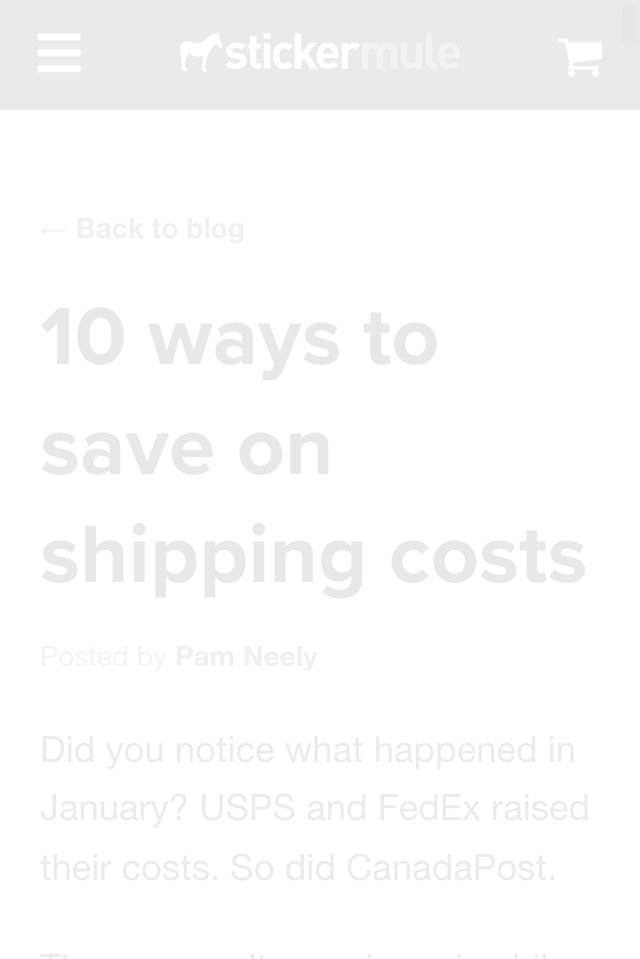 stickermule
← Back to blog
10 ways to
save on
shipping costs
Posted by Pam Neely
Did you notice what happened in
January? USPS and FedEx raised
their costs. So did CanadaPost.